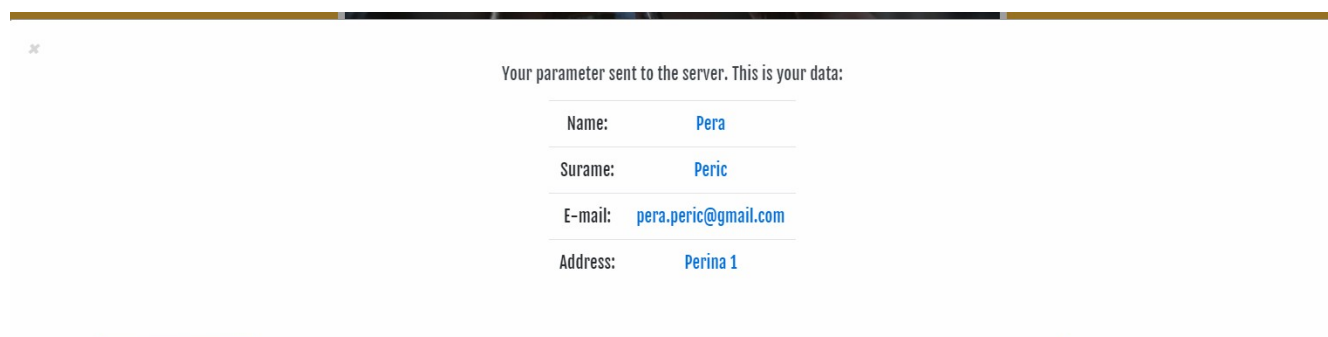 Your parameter sent to the server. This is your data:
Name: Pera
Surame: Peric
E-mail: pera.peric@gmail.com
Address: Perina 1